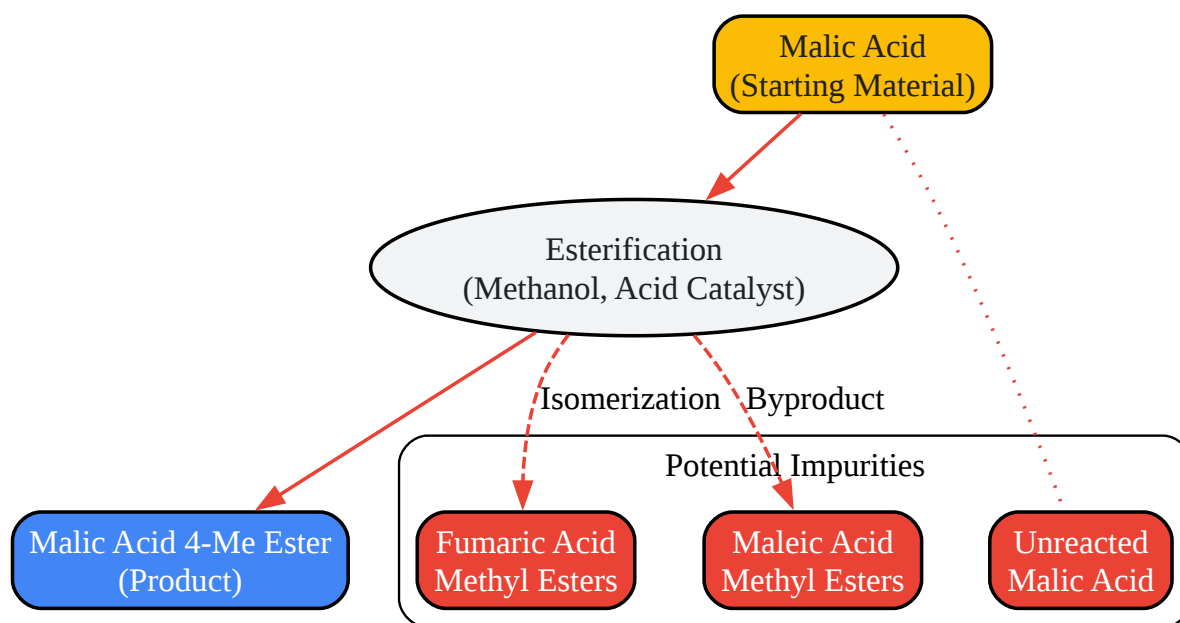 Malic Acid
(Starting Material)
Esterification
(Methanol, Acid Catalyst)
Isomerization
Byproduct
Potential Impurities
Malic Acid 4-Me Ester
(Product)
Fumaric Acid
Methyl Esters
Maleic Acid
Methyl Esters
Unreacted
Malic Acid